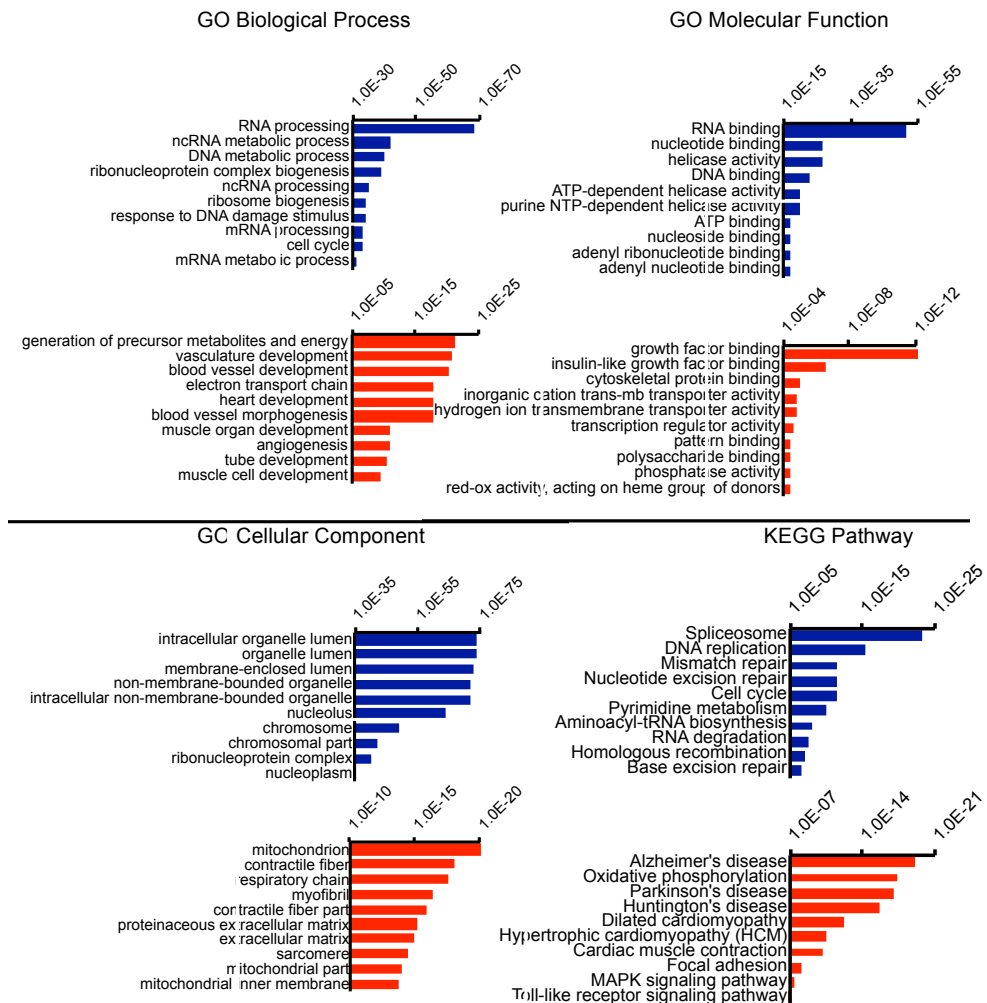 GO Biological Process
1.0E-30
1.0E-50
1.0E-70
RNA processing
ncRNA metabolic process
DNA metabolic process
ribonucleoprotein complex biogenesis
ncRNA processing
ribosome biogenesis
response to DNA damage stimulus
mRNA processing
cell cycle
mRNA metabolic process
1.0E-05
1.0E-15
1.0E-25
generation of precursor metabolites and energy
vasculature development
blood vessel development
electron transport chain
heart development
blood vessel morphogenesis
muscle organ development
angiogenesis
tube development
muscle cell development
GO Molecular Function
1.0E-15
1.0E-35
1.0E-55
RNA binding
nucleotide binding
helicase activity
DNA binding
ATP-dependent helicase activity
purine NTP-dependent helicase activity
ATP binding
nucleoside binding
adenyl ribonucleotide binding
adenyl nucleotide binding
1.0E-04
1.0E-08
1.0E-12
growth factor binding
insulin-like growth factor binding
cytoskeletal protein binding
inorganic cation trans-mb transporter activity
hydrogen ion transmembrane transporter activity
transcription regulator activity
pattern binding
polysaccharide binding
phosphatase activity
red-ox activity, acting on heme group of donors
GO Cellular Component
1.0E-35
1.0E-55
1.0E-75
intracellular organelle lumen
organelle lumen
membrane-enclosed lumen
non-membrane-bounded organelle
intracellular non-membrane-bounded organelle
nucleolus
chromosome
chromosomal part
ribonucleoprotein complex
nucleoplasm
1.0E-10
1.0E-15
1.0E-20
mitochondrion
contractile fiber
respiratory chain
myofibril
contractile fiber part
proteinaceous extracellular matrix
extracellular matrix
sarcomere
mitochondrial part
mitochondrial inner membrane
KEGG Pathway
1.0E-05
1.0E-15
1.0E-25
Spliceosome
DNA replication
Mismatch repair
Nucleotide excision repair
Cell cycle
Pyrimidine metabolism
Aminoacyl-tRNA biosynthesis
RNA degradation
Homologous recombination
Base excision repair
1.0E-07
1.0E-14
1.0E-21
Alzheimer's disease
Oxidative phosphorylation
Parkinson's disease
Huntington's disease
Dilated cardiomyopathy
Hypertrophic cardiomyopathy (HCM)
Cardiac muscle contraction
Focal adhesion
MAPK signaling pathway
Toll-like receptor signaling pathway